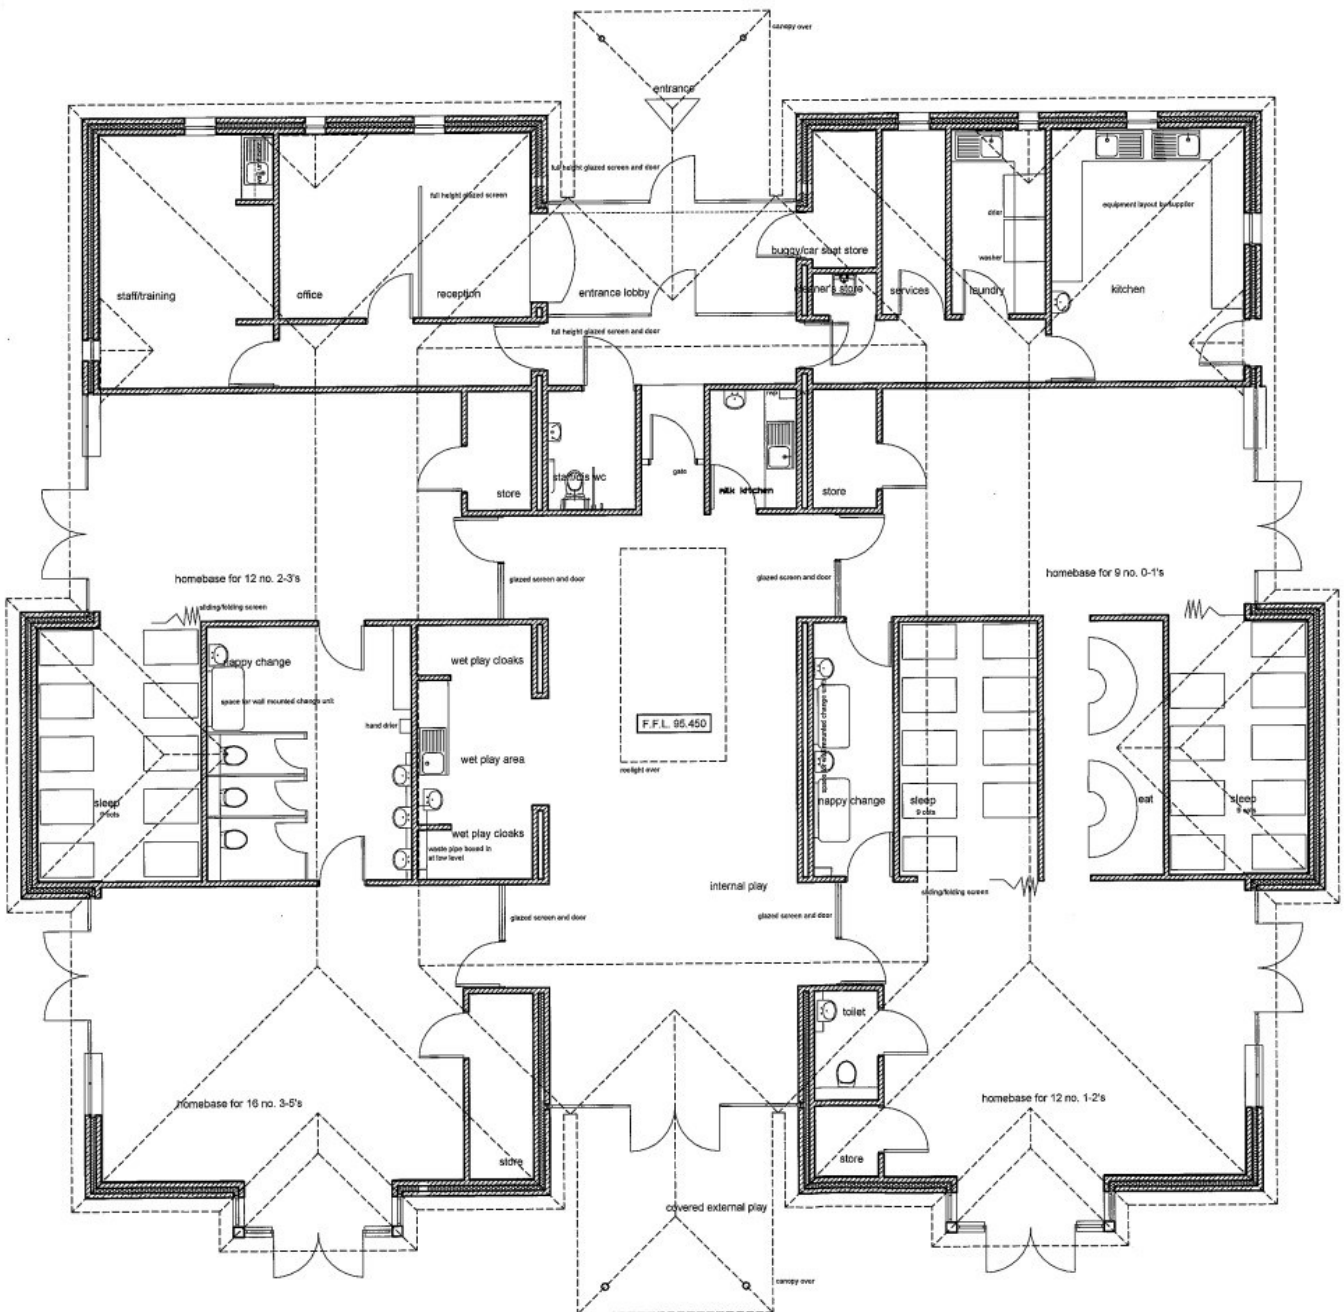 canopy over
entrance
full height glazed screen and door
full height glazed screen
drier
equipment layout by supplier
buggy/car seat store
washer
staff/training
office
reception
entrance lobby
cleaner's store
services
laundry
kitchen
full height glazed screen and door
gate
staff/dis wc
store
milk kitchen
store
homebase for 12 no. 2-3's
glazed screen and door
glazed screen and door
homebase for 9 no. 0-1's
sliding/folding screen
nappy change
wet play cloaks
space for wall mounted change unit
hand drier
F.F.L. 95.450
wet play area
rooflight over
sleep
9 cots
nappy change
sleep
9 cots
eat
sleep
9 cots
wet play cloaks
waste pipe boxed in
at low level
internal play
sliding/folding screen
glazed screen and door
glazed screen and door
toilet
homebase for 16 no. 3-5's
homebase for 12 no. 1-2's
store
store
covered external play
canopy over